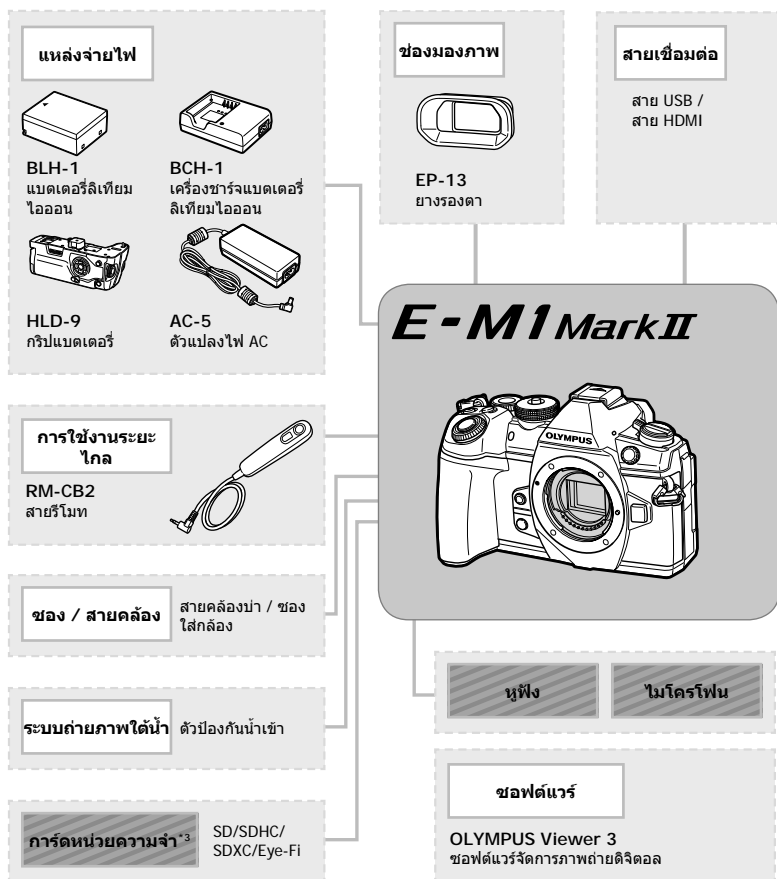 แหล่งจ่ายไฟ
BLH-1
แบตเตอรี่ลิเทียม
ไอออน
BCH-1
เครื่องชาร์จแบตเตอรี่
ลิเทียมไอออน
HLD-9
กริปแบตเตอรี่
AC-5
ตัวแปลงไฟ AC
ช่องมองภาพ
EP-13
ยางรองตา
สายเชื่อมต่อ
สาย USB /
สาย HDMI
E-M1 Mark II
OLYMPUS
การใช้งานระยะ
ไกล
RM-CB2
สายรีโมท
ซอง / สายคล้อง
สายคล้องบ่า / ซอง
ใส่กล้อง
ระบบถ่ายภาพใต้น้ำ
ตัวป้องกันน้ำเข้า
การ์ดหน่วยความจำ*3
SD/SDHC/
SDXC/Eye-Fi
หูฟัง
ไมโครโฟน
ซอฟต์แวร์
OLYMPUS Viewer 3
ซอฟต์แวร์จัดการภาพถ่ายดิจิตอล